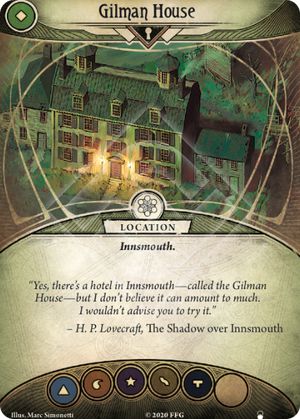 Gilman House
LOCATION
Innsmouth.
"Yes, there's a hotel in Innsmouth—called the Gilman
House—but I don't believe it can amount to much.
I wouldn't advise you to try it."
– H. P. Lovecraft, The Shadow over Innsmouth
Illus. Marc Simonetti
© 2020 FFG